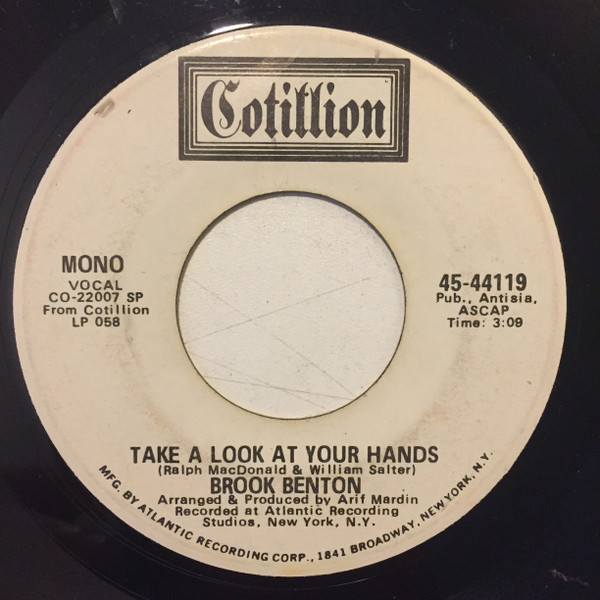 Cotillion
MONO
VOCAL
CO-22007 SP
From Cotillion
LP 058
45-44119
Pub., Antisia,
ASCAP
Time: 3:09
TAKE A LOOK AT YOUR HANDS
(Ralph MacDonald & William Salter)
BROOK BENTON
Arranged & Produced by Arif Mardin
Recorded at Atlantic Recording
Studios, New York, N.Y.
MFG. BY ATLANTIC RECORDING CORP., 1841 BROADWAY, NEW YORK, N.Y.